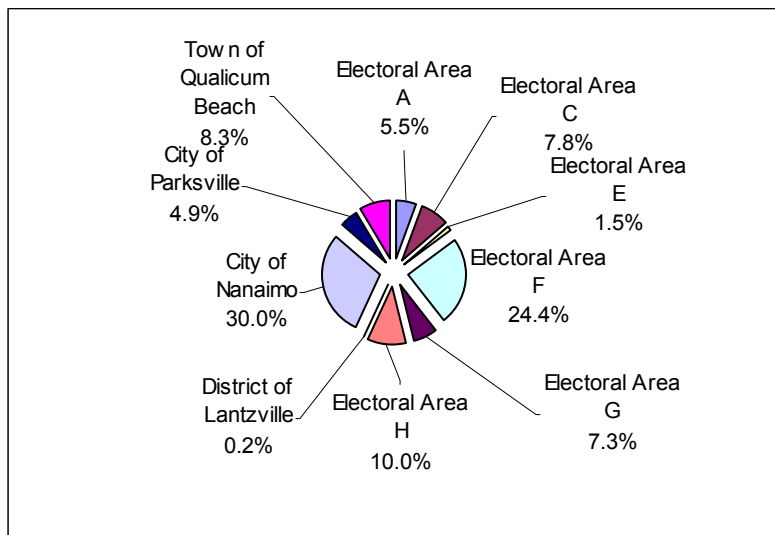 Town of
Qualicum
Beach
8.3%
Electoral Area
A
5.5%
Electoral Area
C
7.8%
Electoral Area
E
1.5%
Electoral Area
F
24.4%
Electoral Area
G
7.3%
Electoral Area
H
10.0%
District of
Lantzville
0.2%
City of
Nanaimo
30.0%
City of
Parksville
4.9%